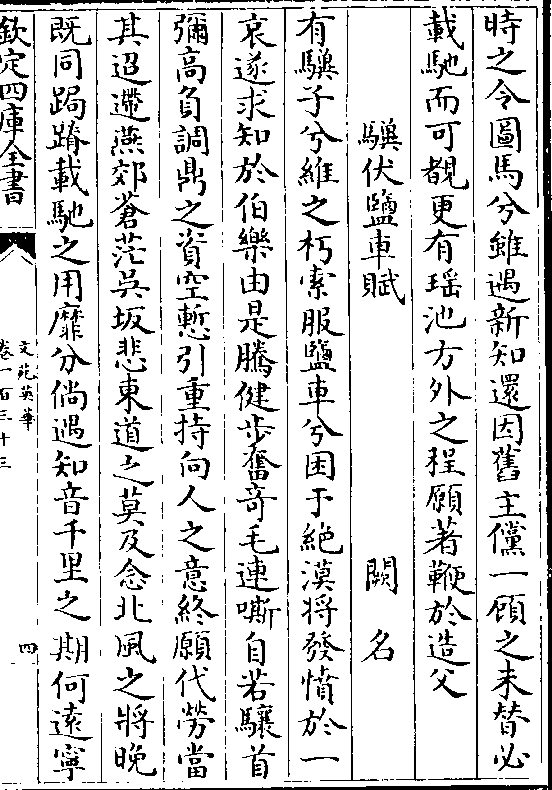 時之令圖馬兮雖遇新知還因舊主儻一顧之未替必
載馳而可覩更有瑶池方外之程願著鞭於造父
驥伏鹽車賦　闕名
有驥子兮維之朽索服鹽車兮困于絶漠將發憤於一
哀遂求知於伯樂由是騰健步奮竒毛連嘶自若驤首
彌高負調鼎之資空慙引重持向人之意終願代勞當
其迢遰燕郊蒼茫吳坂悲東道之莫及念北風之將晚
既同跼蹐載馳之用靡分倘遇知音千里之期何遠寧
欽定四庫全書
文苑英華
卷一百三十三
四